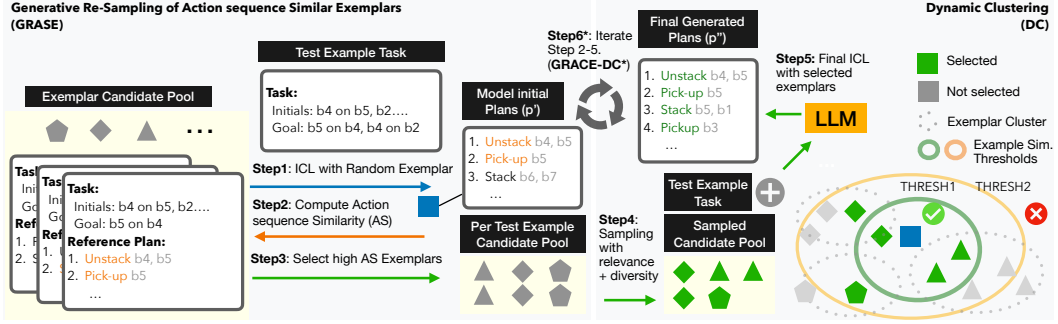 Generative Re-Sampling of Action sequence Similar Exemplars
(GRASE)
Dynamic Clustering
(DC)
Exemplar Candidate Pool
...
Task:
Initials: b4 on b5, b2....
Goal: b5 on b4
Reference Plan:
1. Unstack b4, b5
2. Pick-up b5
...
Test Example Task
Task:
Initials: b4 on b5, b2....
Goal: b5 on b4, b4 on b2
Step1: ICL with Random Exemplar
Step2: Compute Action
sequence Similarity (AS)
Step3: Select high AS Exemplars
Model initial
Plans (p')
1. Unstack b4, b5
2. Pick-up b5
3. Stack b6, b7
...
Per Test Example
Candidate Pool
Step6*: Iterate
Step 2-5.
(GRACE-DC*)
Final Generated
Plans (p")
1. Unstack b4, b5
2. Pick-up b5
3. Stack b5, b1
4. Pickup b3
...
Step4:
Sampling
with
relevance
+ diversity
Test Example
Task
Sampled
Candidate Pool
Step5: Final ICL
with selected
exemplars
LLM
Selected
Not selected
Exemplar Cluster
Example Sim.
Thresholds
THRESH1
THRESH2